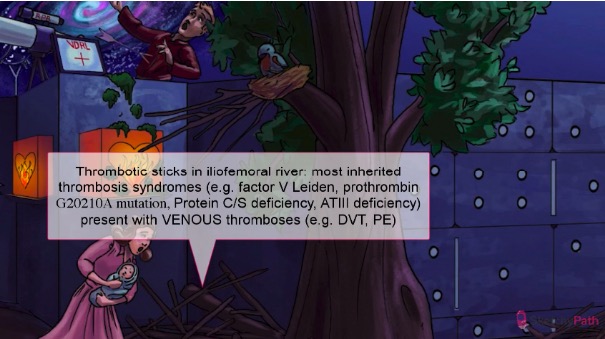 VDRL
+
Thrombotic sticks in iliofemoral river: most inherited
thrombosis syndromes (e.g. factor V Leiden, prothrombin
G20210A mutation, Protein C/S deficiency, ATIII deficiency)
present with VENOUS thromboses (e.g. DVT, PE)
Path